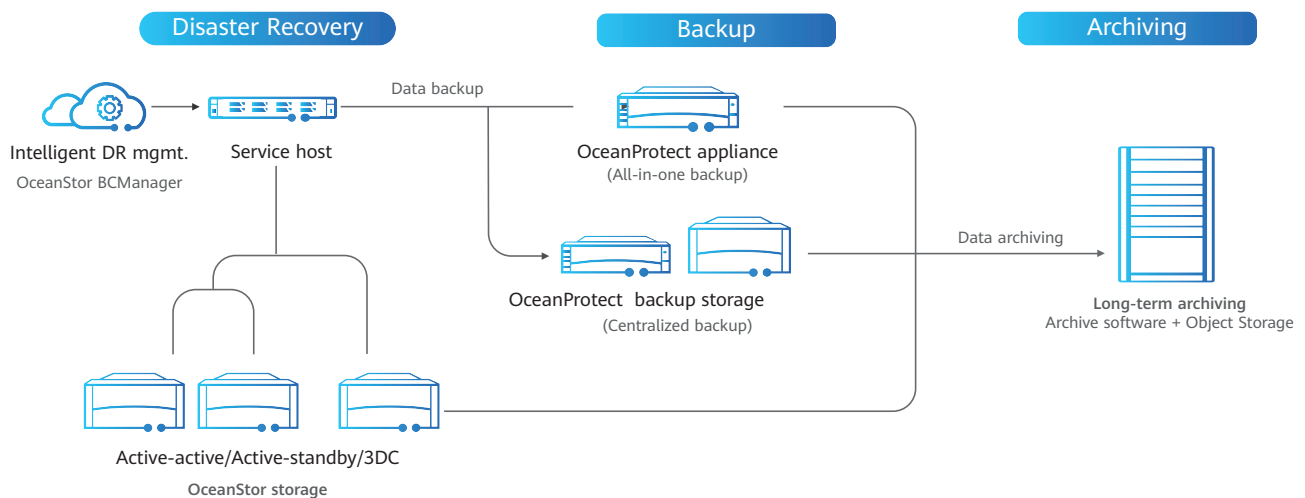 Disaster Recovery
Backup
Archiving
Data backup
Intelligent DR mgmt.
OceanStor BCManager
Service host
OceanProtect appliance
(All-in-one backup)
Data archiving
OceanProtect backup storage
(Centralized backup)
Long-term archiving
Archive software + Object Storage
Active-active/Active-standby/3DC
OceanStor storage